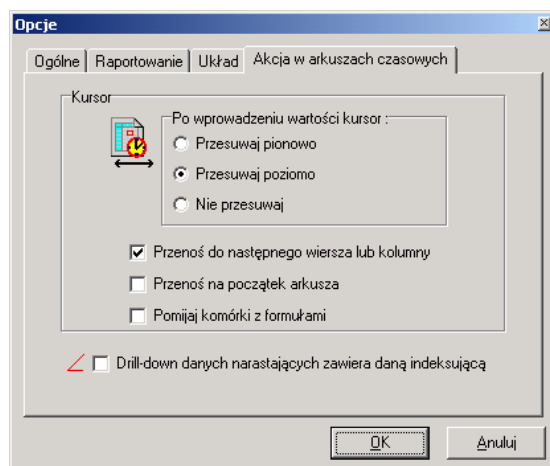 Opcje
Ogólne Raportowanie Układ Akcja w arkuszach czasowych
Kursor
Po wprowadzeniu wartości kursor :
Przesuwaj pionowo
Przesuwaj poziomo
Nie przesuwaj
Przenoś do następnego wiersza lub kolumny
Przenoś na początek arkusza
Pomijaj komórki z formułami
Drill-down danych narastających zawiera daną indeksującą
OK Anuluj